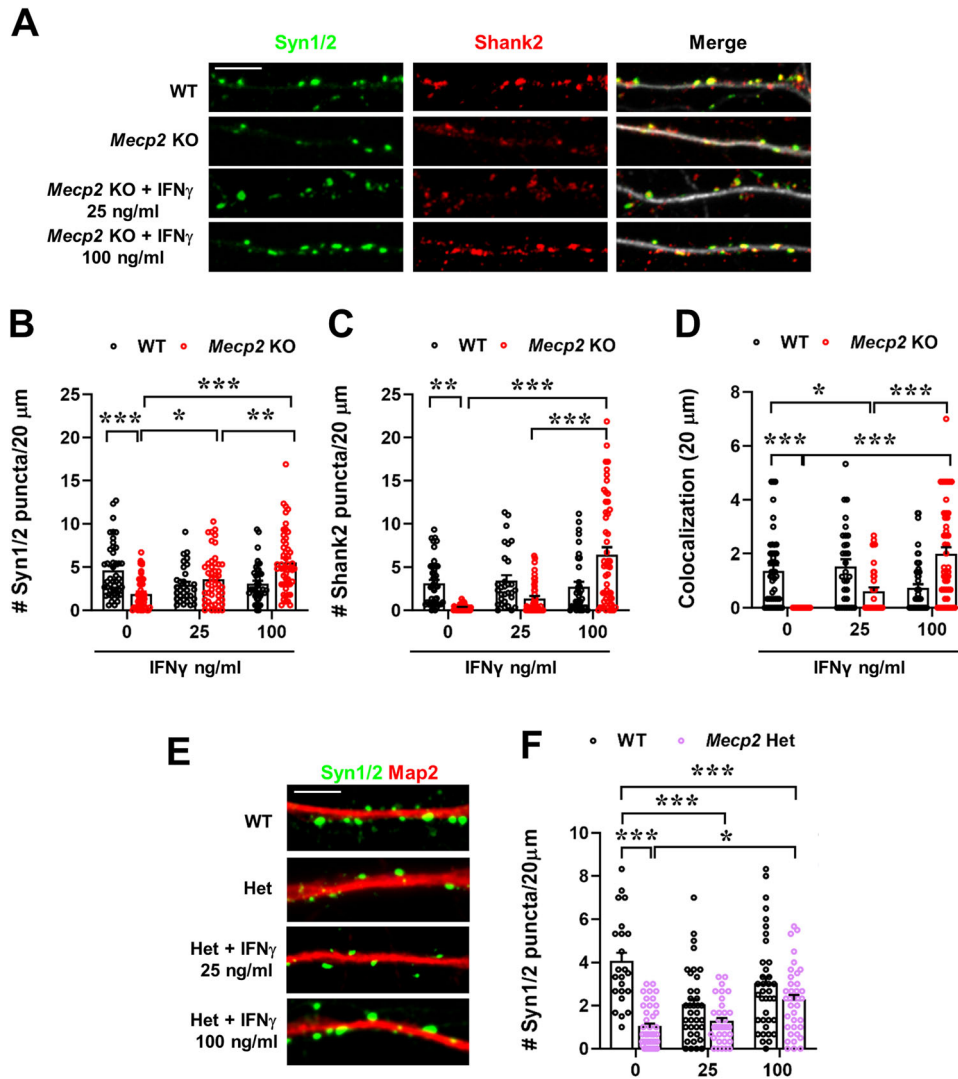 A
Syn1/2 Shank2 Merge
WT
Mecp2 KO
Mecp2 KO + IFNγ
25 ng/ml
Mecp2 KO + IFNγ
100 ng/ml
B
WT Mecp2 KO
# Syn1/2 puncta/20 μm
25
20
15
10
5
0
***
***
*
**
0 25 100
IFNγ ng/ml
C
WT Mecp2 KO
# Shank2 puncta/20 μm
25
20
15
10
5
0
**
***
***
0 25 100
IFNγ ng/ml
D
WT Mecp2 KO
Colocalization (20 μm)
8
6
4
2
0
*
***
***
***
0 25 100
IFNγ ng/ml
E
Syn1/2 Map2
WT
Het
Het + IFNγ
25 ng/ml
Het + IFNγ
100 ng/ml
F
WT Mecp2 Het
# Syn1/2 puncta/20μm
10
8
6
4
2
0
***
***
***
*
0 25 100